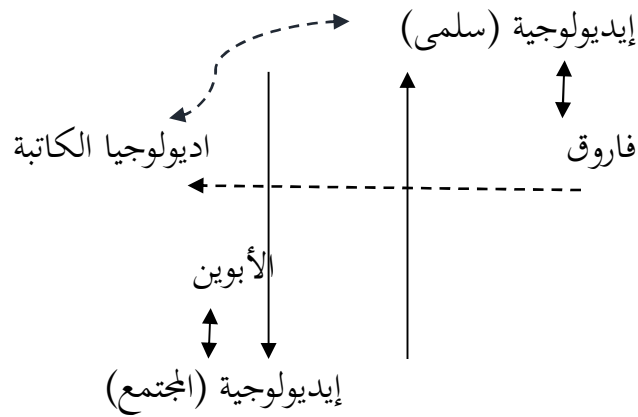 إيديولوجية (سلمى)
فاروق
اديولوجيا الكاتبة
الأبوين
إيديولوجية (المجتمع)